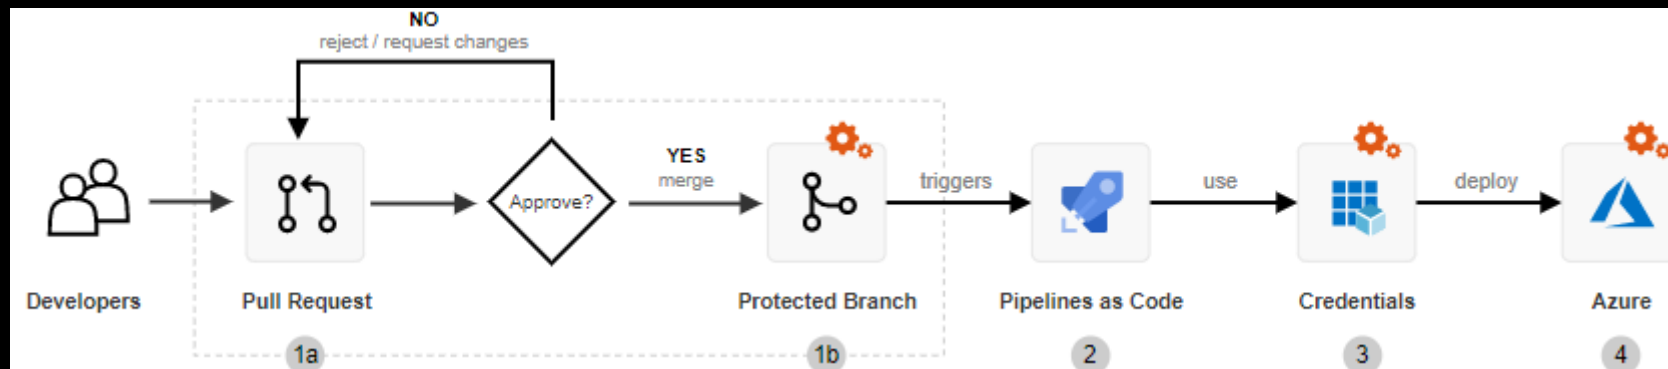 NO
reject / request changes
Approve?
YES
merge
triggers
use
deploy
Developers
Pull Request
Protected Branch
Pipelines as Code
Credentials
Azure
1a
1b
2
3
4